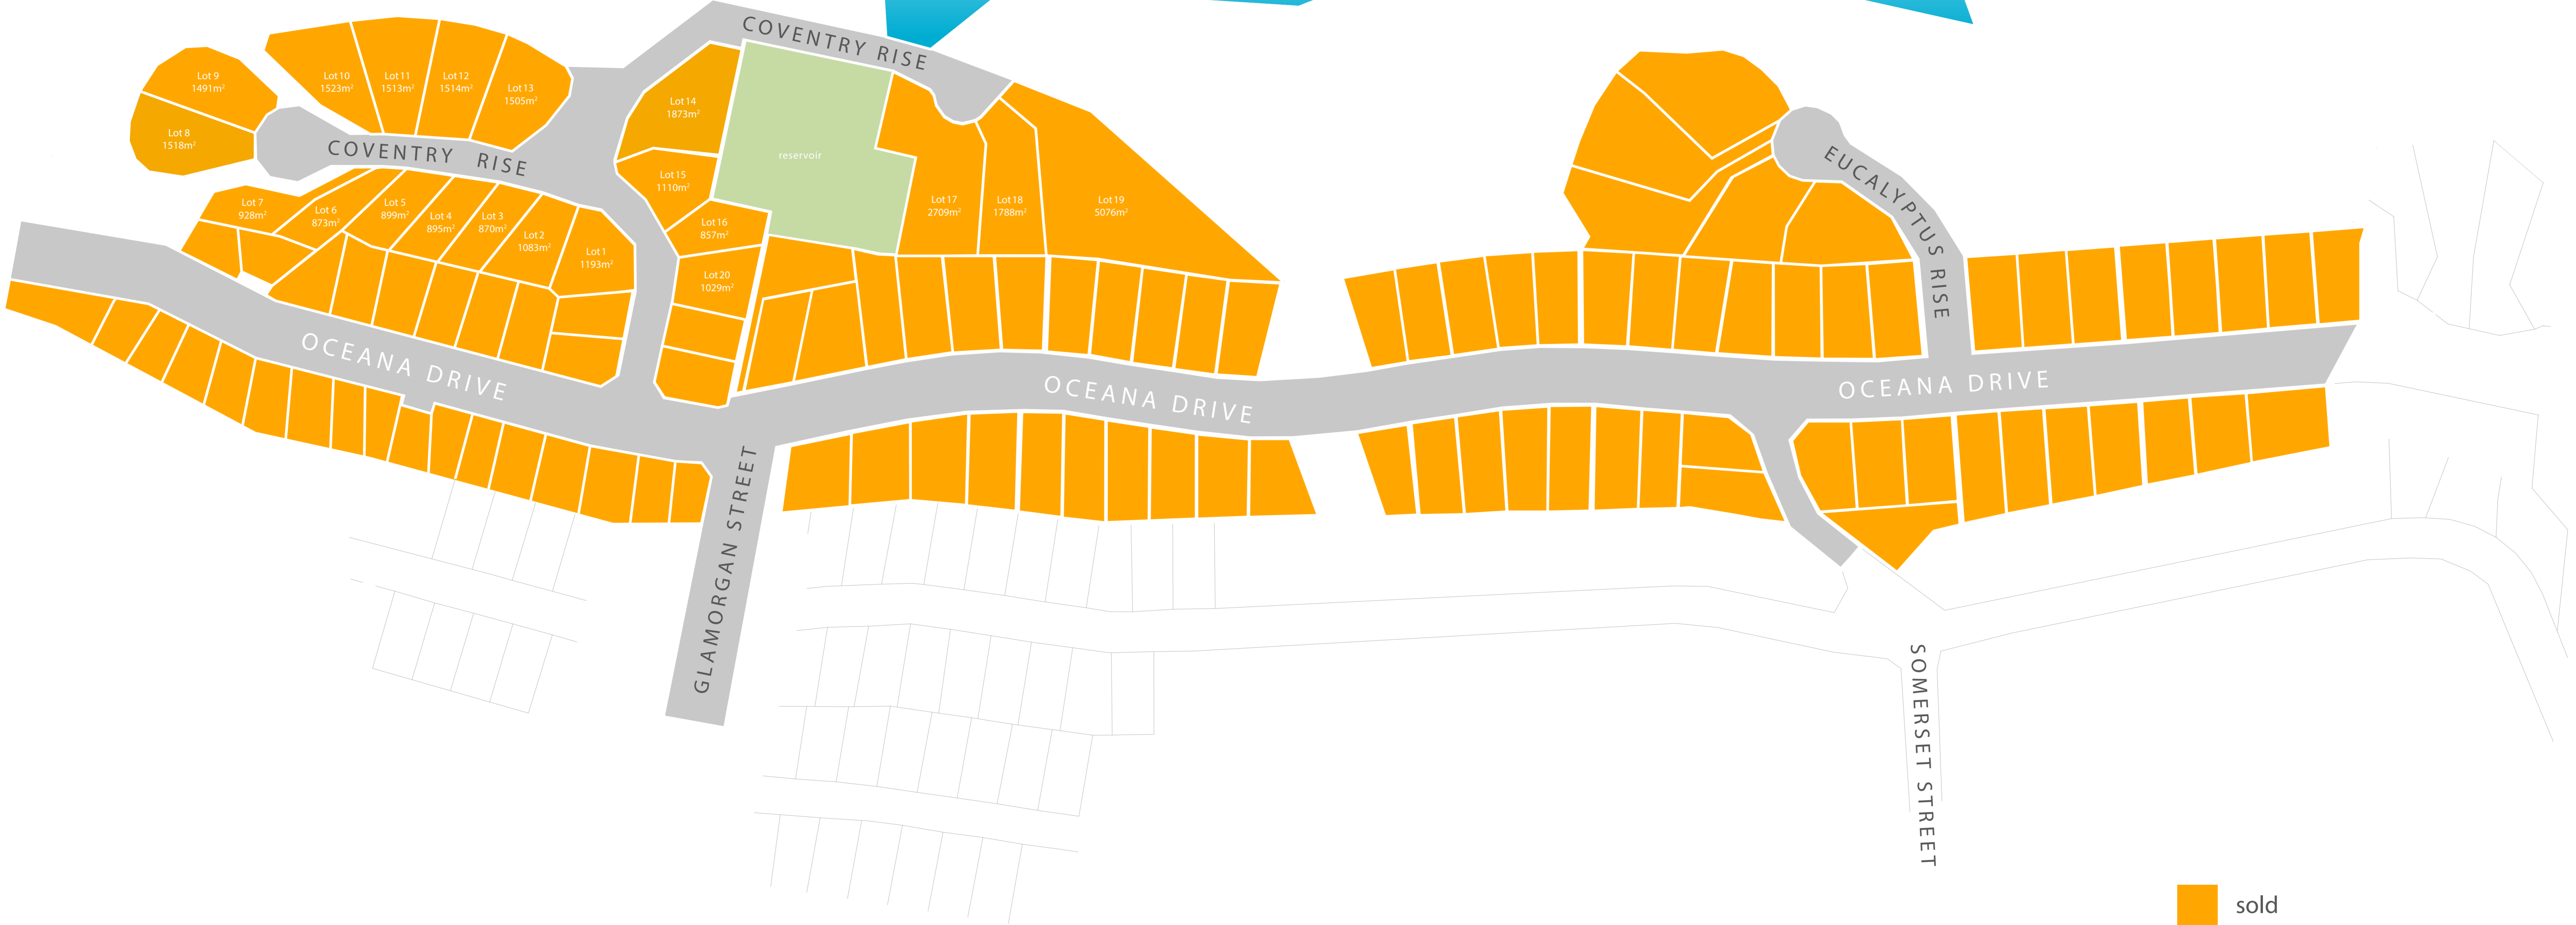 COVENTRY RISE
Lot 9
1491m²
Lot 8
1518m²
Lot 10
1523m²
Lot 11
1513m²
Lot 12
1514m²
Lot 13
1505m²
Lot 14
1873m²
reservoir
COVENTRY RISE
Lot 15
1110m²
Lot 7
928m²
Lot 6
873m²
Lot 5
899m²
Lot 4
895m²
Lot 3
870m²
Lot 2
1083m²
Lot 1
1193m²
Lot 16
857m²
Lot 20
1029m²
Lot 17
2709m²
Lot 18
1788m²
Lot 19
5076m²
EUCALYPTUS RISE
OCEANA DRIVE
OCEANA DRIVE
OCEANA DRIVE
GLAMORGAN STREET
SOMERSET STREET
sold